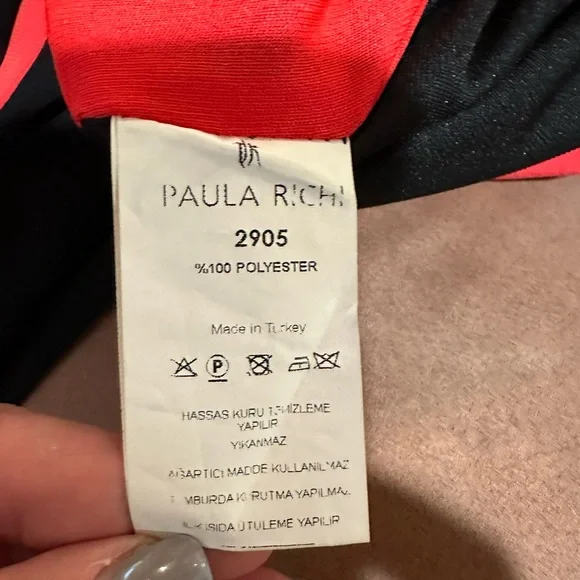 PAULA RICHI
2905
%100 POLYESTER
Made in Turkey
P
HASSAS KURU TEMİZLEME
YAPILIR
YIKANMAZ
AĞARTICI MADDE KULLANILMAZ
TAMBURDA KURUTMA YAPILMAZ
ILIK ISIDA ÜTÜLEME YAPILIR